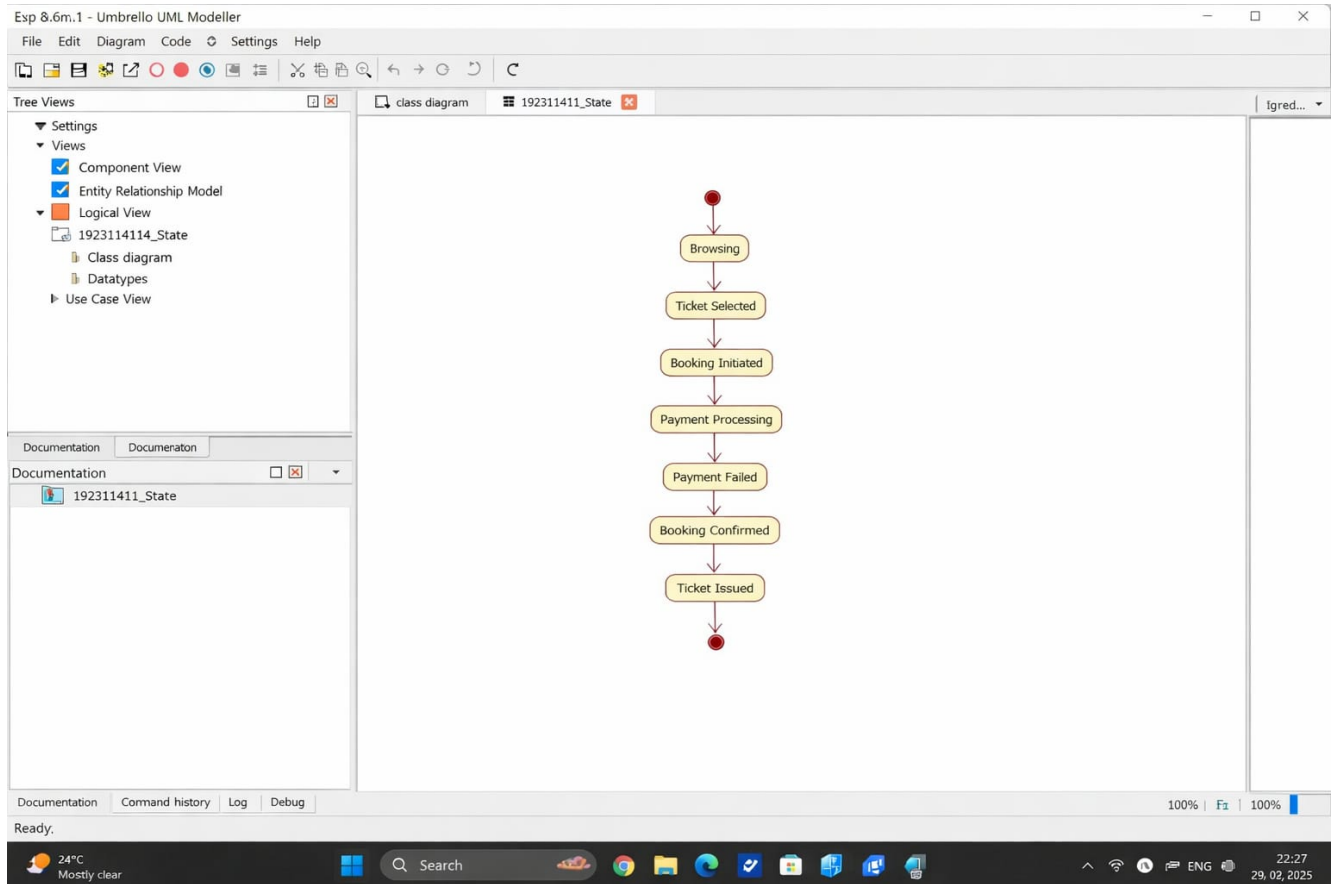 Esp &.6m.1 - Umbrello UML Modeller
File Edit Diagram Code Settings Help
Tree Views
Settings
Views
Component View
Entity Relationship Model
Logical View
1923114114_State
Class diagram
Datatypes
Use Case View
Documentation Documeraton
Documentation
192311411_State
class diagram 192311411_State
Igred...
Browsing
Ticket Selected
Booking Initiated
Payment Processing
Payment Failed
Booking Confirmed
Ticket Issued
Documentation Command history Log Debug
100% 100%
Ready.
24°C
Mostly clear
Search
ENG
22:27
29, 02, 2025